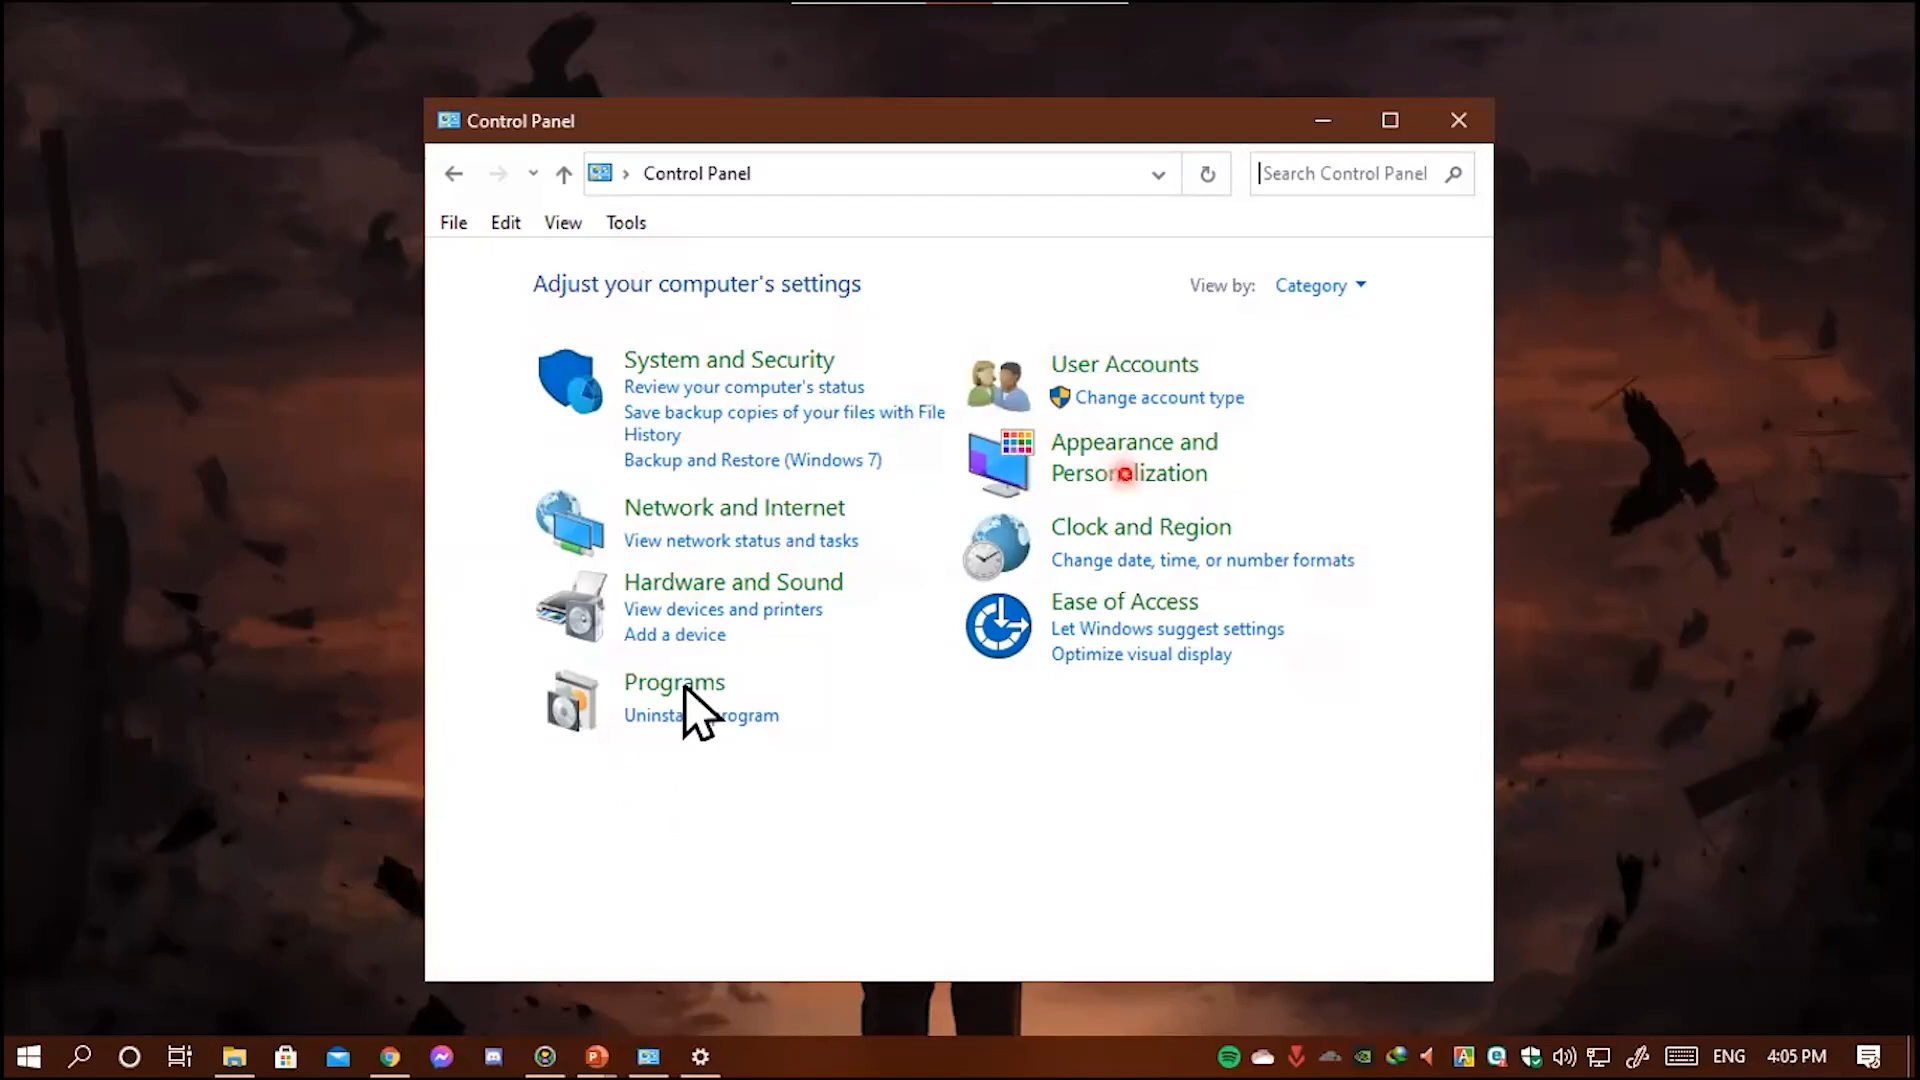 Control Panel
Control Panel
Search Control Panel
File Edit View Tools
Adjust your computer's settings
View by: Category
System and Security
Review your computer's status
Save backup copies of your files with File
History
Backup and Restore (Windows 7)
Network and Internet
View network status and tasks
Hardware and Sound
View devices and printers
Add a device
Programs
User Accounts
Change account type
Appearance and
Personalization
Clock and Region
Change date, time, or number formats
Ease of Access
Let Windows suggest settings
Optimize visual display
ENG 4:05 PM